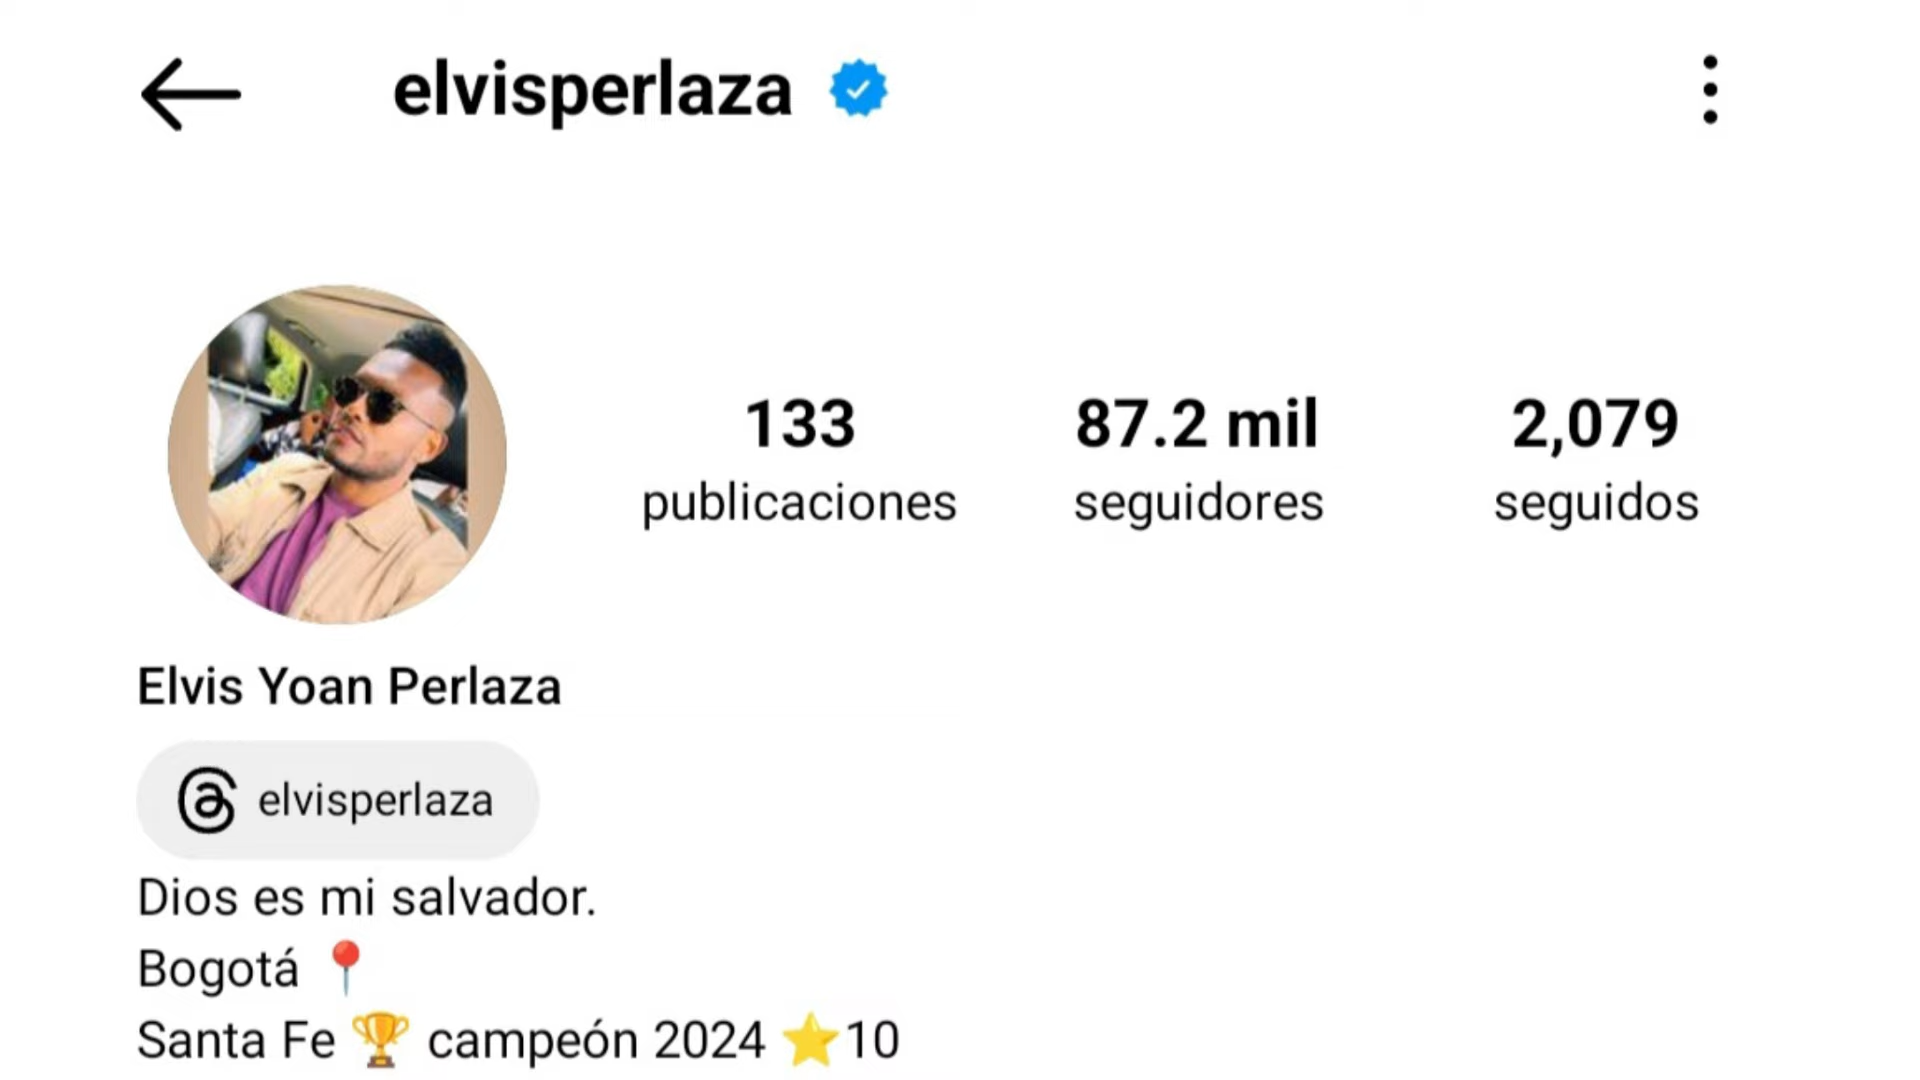 elvisperlaza
133 87.2 mil 2,079
publicaciones seguidores seguidos
Elvis Yoan Perlaza
elvisperlaza
Dios es mi salvador.
Bogotá 📍
Santa Fe 🏆 campeón 2024 ⭐10